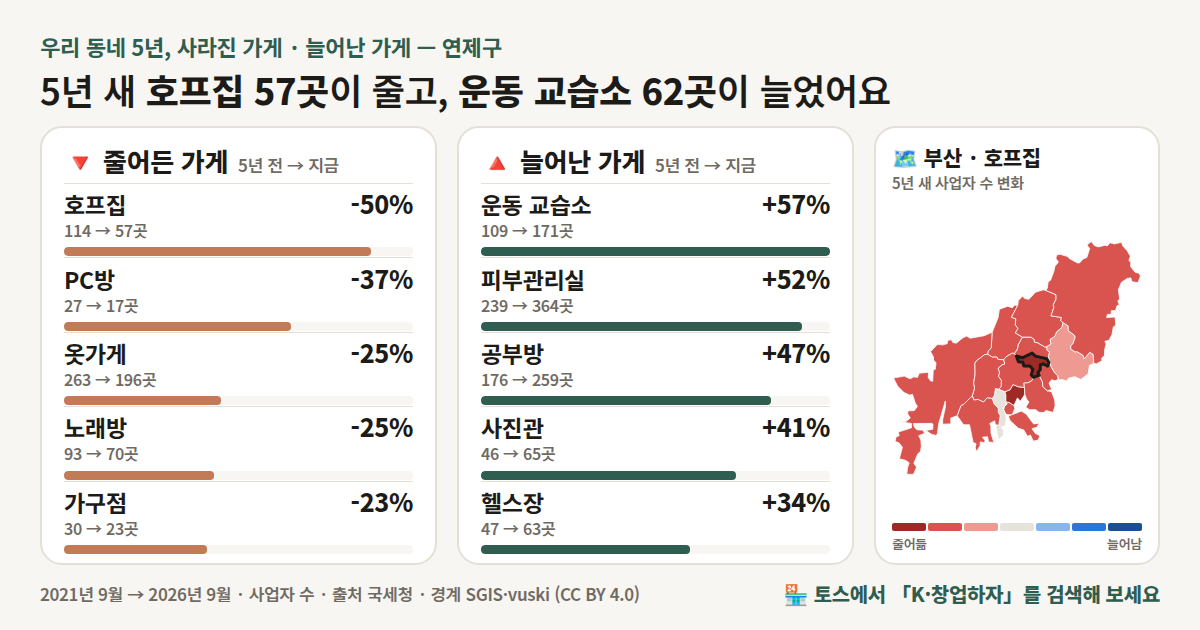 우리 동네 5년, 사라진 가게 · 늘어난 가게 — 연제구
5년 새 호프집 57곳이 줄고, 운동 교습소 62곳이 늘었어요
줄어든 가게 5년 전 → 지금
호프집 -50%
114 → 57곳
PC방 -37%
27 → 17곳
옷가게 -25%
263 → 196곳
노래방 -25%
93 → 70곳
가구점 -23%
30 → 23곳
늘어난 가게 5년 전 → 지금
운동 교습소 +57%
109 → 171곳
피부관리실 +52%
239 → 364곳
공부방 +47%
176 → 259곳
사진관 +41%
46 → 65곳
헬스장 +34%
47 → 63곳
부산 · 호프집
5년 새 사업자 수 변화
줄어듦 늘어남
2021년 9월 → 2026년 9월 · 사업자 수 · 출처 국세청 · 경계 SGIS·vuski (CC BY 4.0)
토스에서 「K·창업하자」를 검색해 보세요